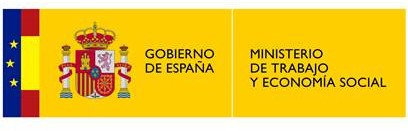 GOBIERNO
DE ESPAÑA
MINISTERIO
DE TRABAJO
Y ECONOMÍA SOCIAL